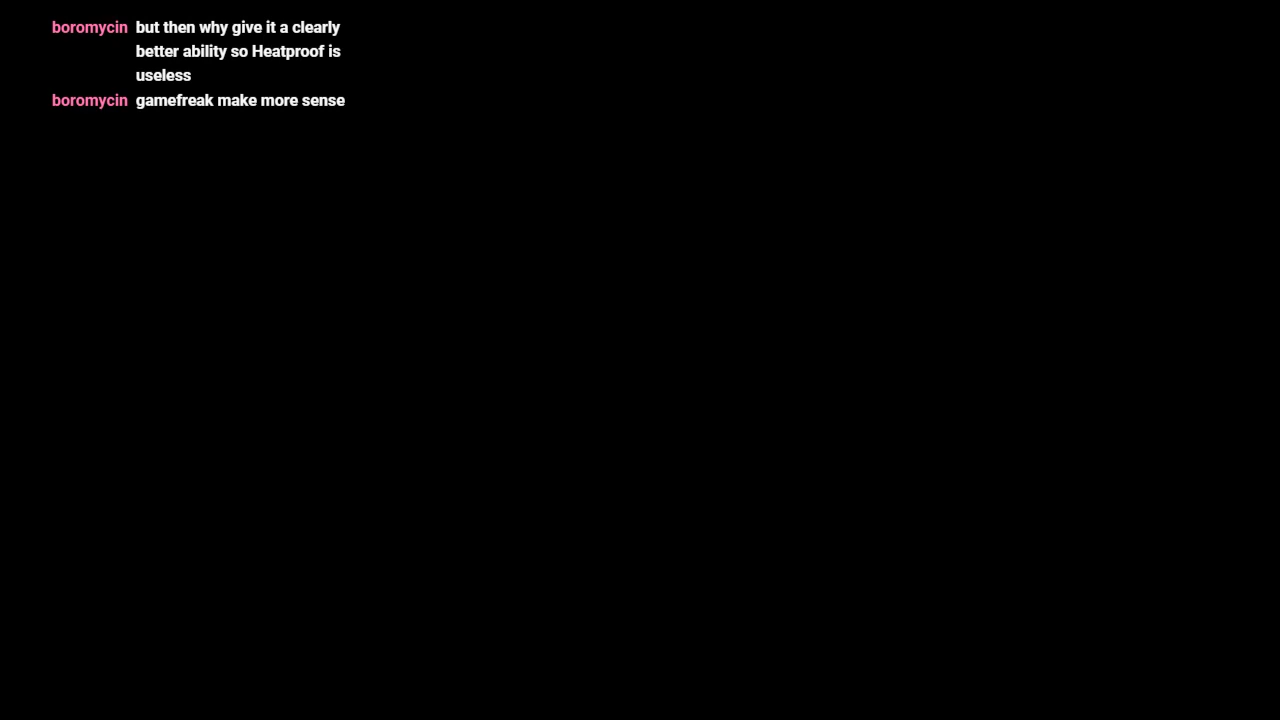 boromycin but then why give it a clearly
better ability so Heatproof is
useless
boromycin gamefreak make more sense